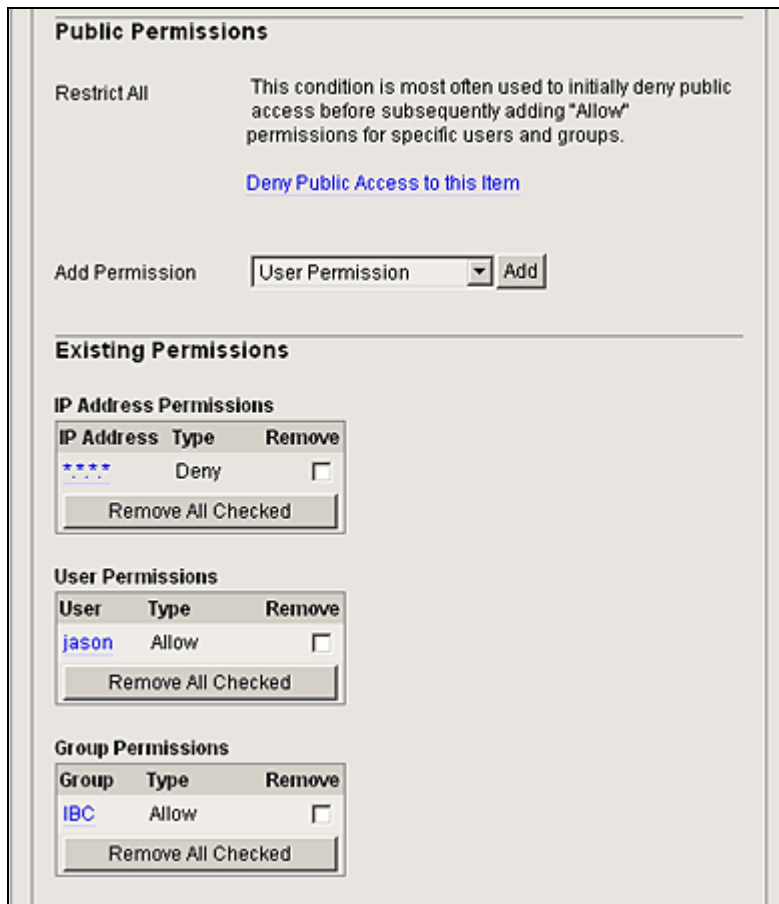 Public Permissions
Restrict All
This condition is most often used to initially deny public
access before subsequently adding "Allow"
permissions for specific users and groups.
Deny Public Access to this Item
Add Permission User Permission Add
Existing Permissions
IP Address Permissions
IP Address Type Remove
*.*.*.* Deny
Remove All Checked
User Permissions
User Type Remove
jason Allow
Remove All Checked
Group Permissions
Group Type Remove
IBC Allow
Remove All Checked